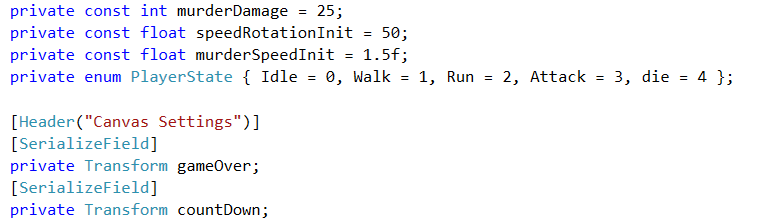 private const int murderDamage = 25;
private const float speedRotationInit = 50;
private const float murderSpeedInit = 1.5f;
private enum PlayerState { Idle = 0, Walk = 1, Run = 2, Attack = 3, die = 4 };
[Header("Canvas Settings")]
[SerializeField]
private Transform gameOver;
[SerializeField]
private Transform countDown;